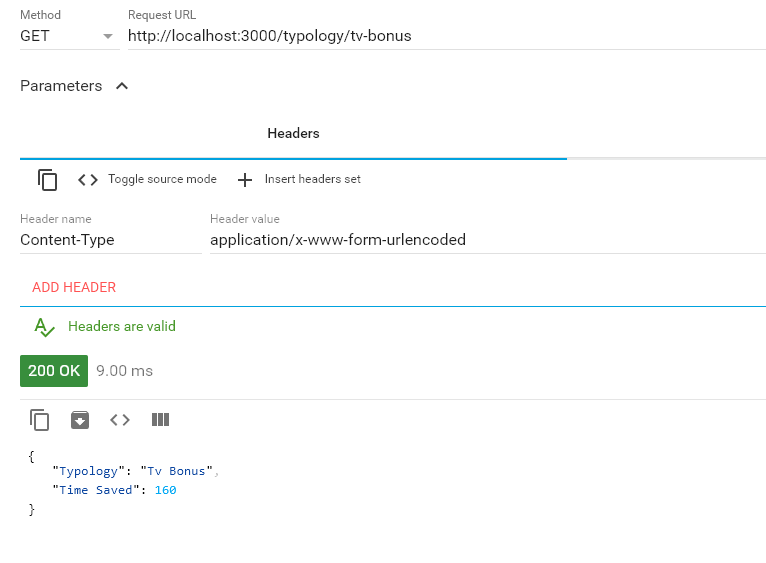 Method Request URL
GET http://localhost:3000/typology/tv-bonus
Parameters
Headers
Toggle source mode Insert headers set
Header name Header value
Content-Type application/x-www-form-urlencoded
ADD HEADER
Headers are valid
200 OK 9.00 ms
{
"Typology": "Tv Bonus",
"Time Saved": 160
}